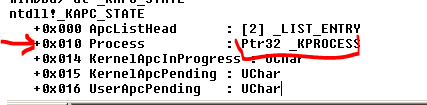 ntdll!_KAPC_STATE
+0x000 ApcListHead : [2] _LIST_ENTRY
+0x010 Process : Ptr32 _KPROCESS
+0x014 KernelApcInProgress : UChar
+0x015 KernelApcPending : UChar
+0x016 UserApcPending : UChar